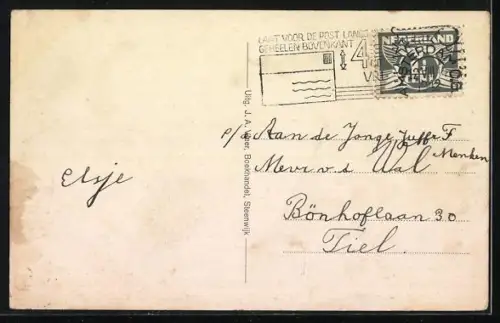 LAAT VOOR DE POST LANGS
GEHEELEN BOVENKANT
4
NEDERLAND
Uitg. J. A. Boekhandel, Steenwijk
p/a Aan de Jonge Juffr F
Menken
Mevr v. d Wal
Bönhoflaan 30
Tiel.
Elsje